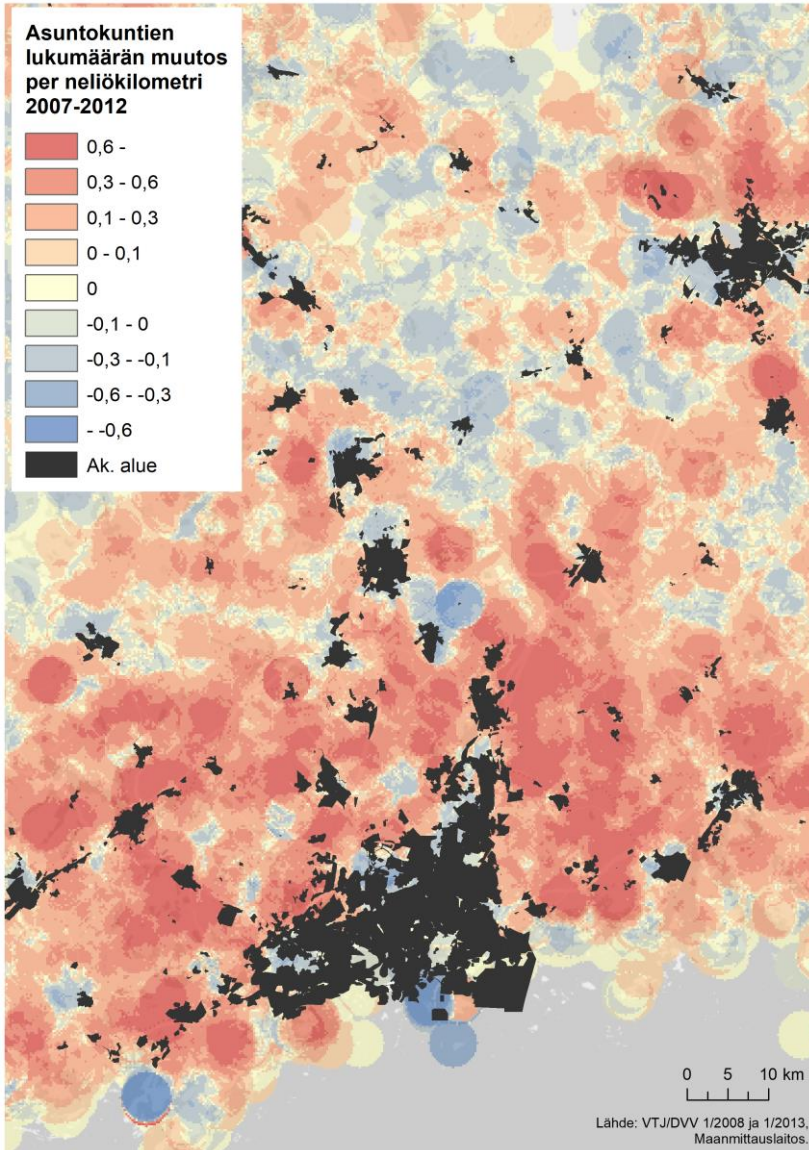 Asuntokuntien
lukumäärän muutos
per neliökilometri
2007-2012
0,6 -
0,3 - 0,6
0,1 - 0,3
0 - 0,1
0
-0,1 - 0
-0,3 - -0,1
-0,6 - -0,3
- -0,6
Ak. alue
0 5 10 km
Lähde: VTJ/DVV 1/2008 ja 1/2013,
Maanmittauslaitos.